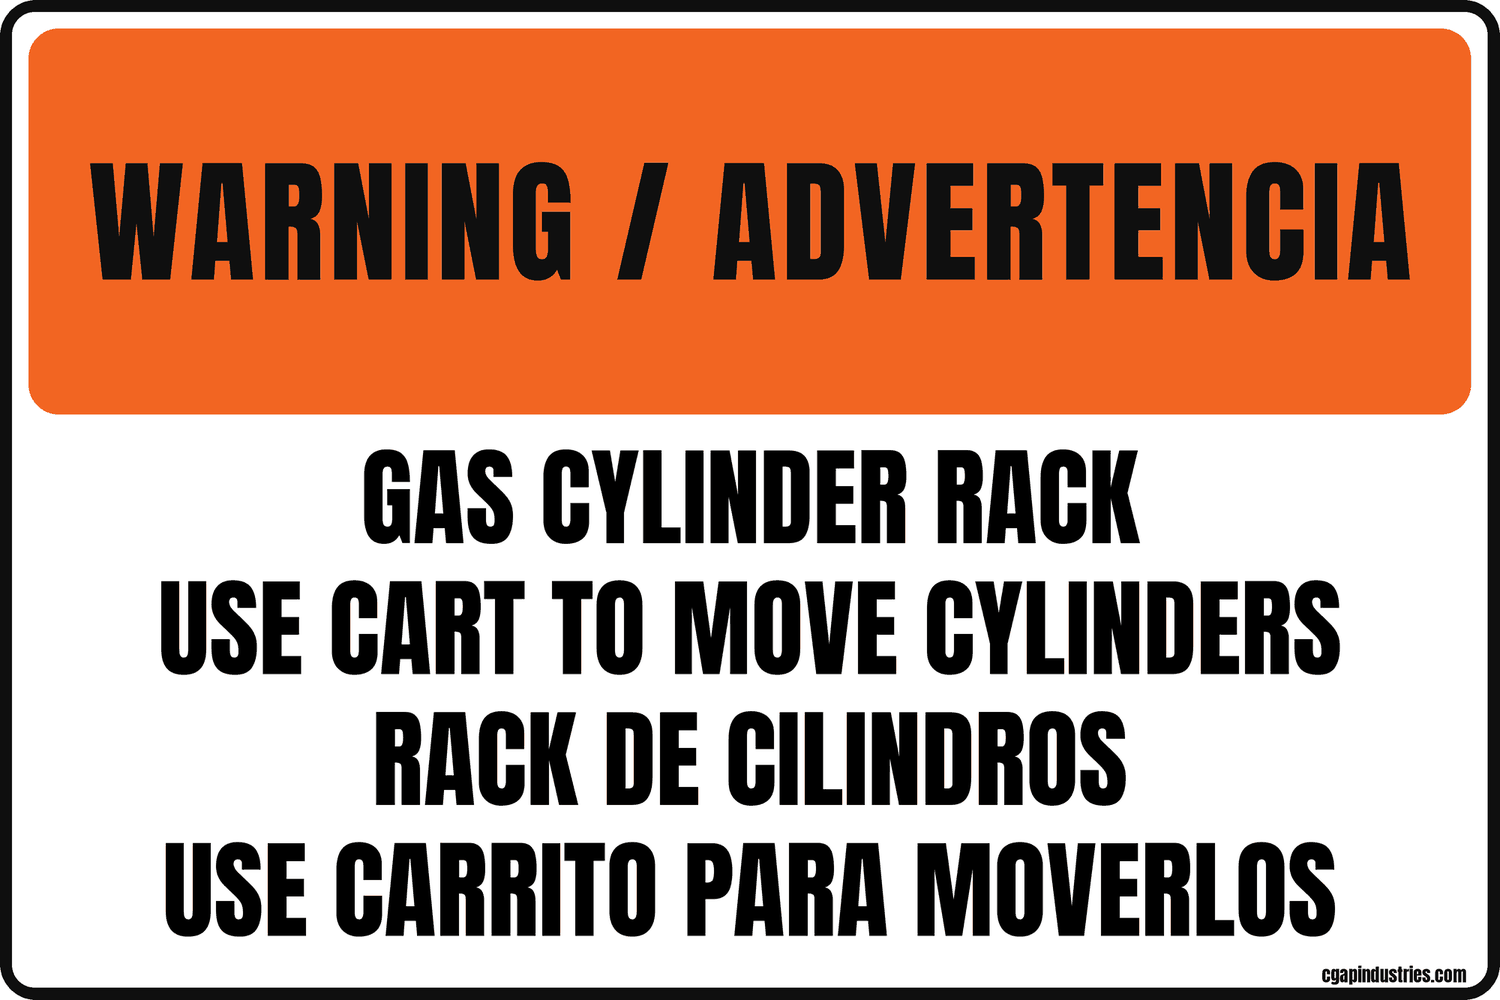 WARNING / ADVERTENCIA
GAS CYLINDER RACK
USE CART TO MOVE CYLINDERS
RACK DE CILINDROS
USE CARRITO PARA MOVERLOS
cgapindustries.com